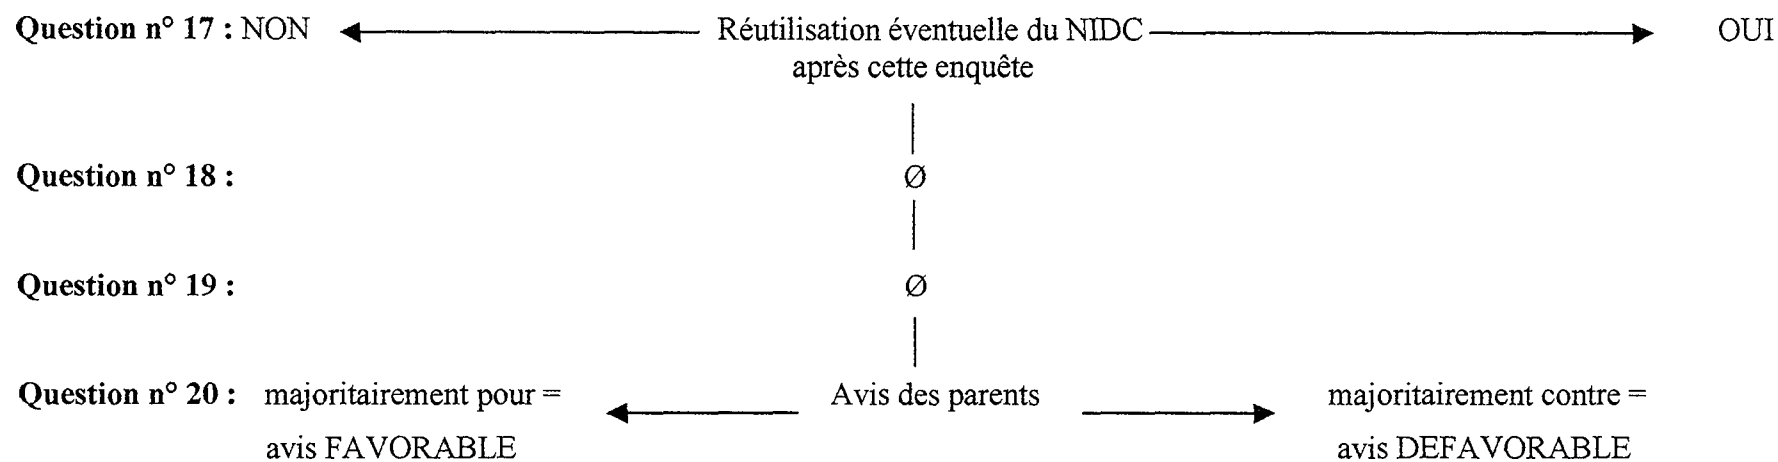 Question n° 17 : NON Réutilisation éventuelle du NIDC OUI
après cette enquête
Question n° 18 : Ø
Question n° 19 : Ø
Question n° 20 : majoritairement pour = Avis des parents majoritairement contre =
avis FAVORABLE avis DEFAVORABLE